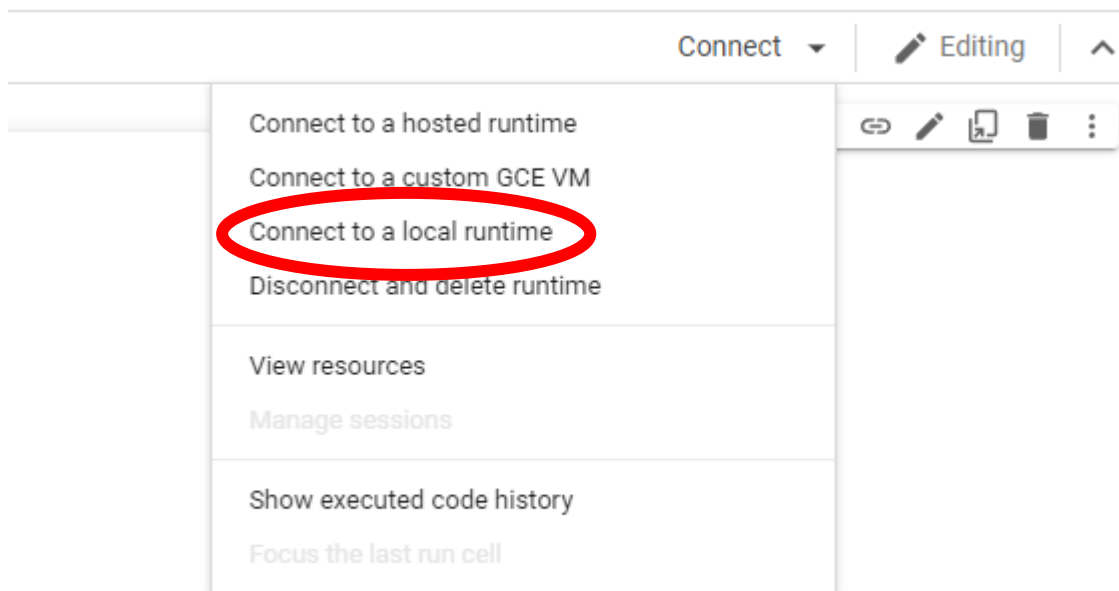 Connect
Editing
Connect to a hosted runtime
Connect to a custom GCE VM
Connect to a local runtime
Disconnect and delete runtime
View resources
Manage sessions
Show executed code history
Focus the last run cell